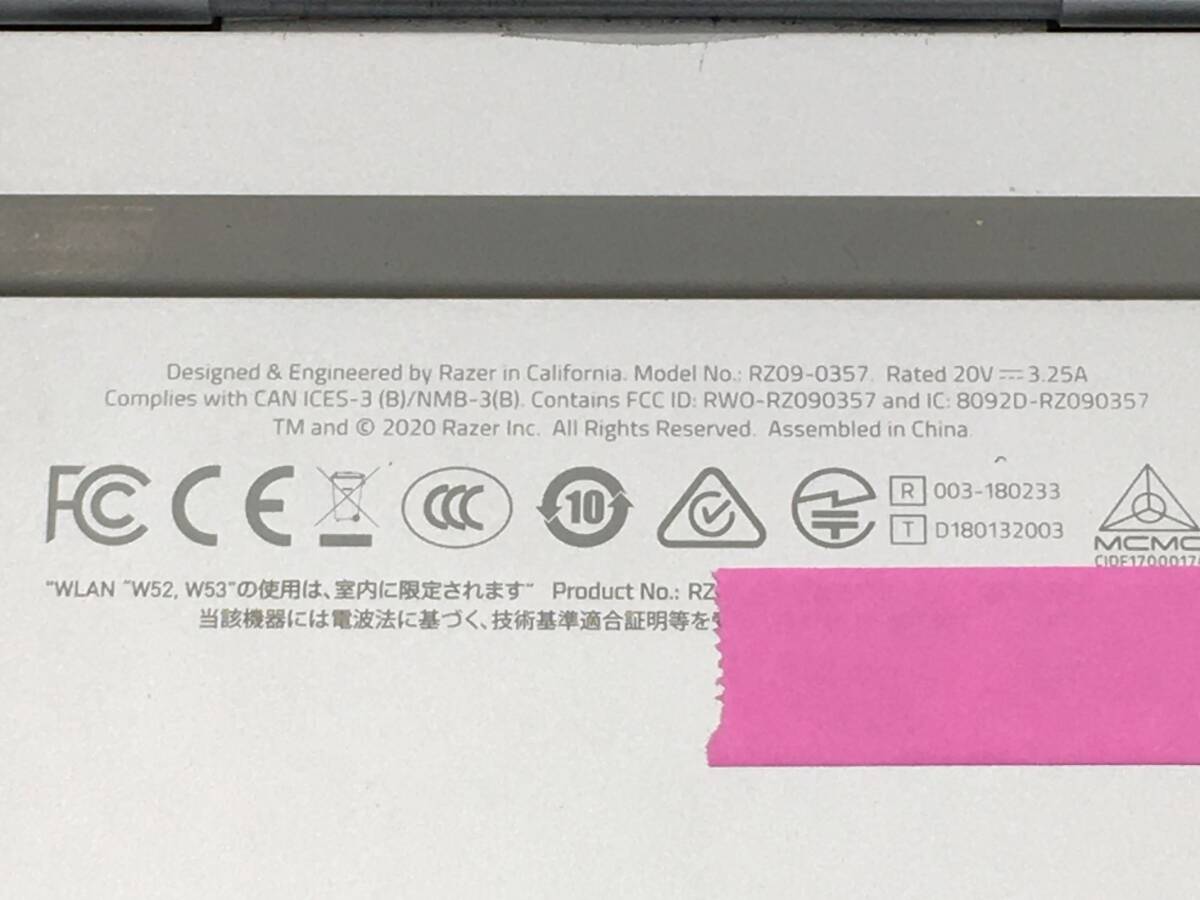 Designed & Engineered by Razer in California. Model No.: RZ09-0357. Rated 20V⎓3.25A
Complies with CAN ICES-3 (B)/NMB-3(B). Contains FCC ID: RWO-RZ090357 and IC: 8092D-RZ090357
TM and © 2020 Razer Inc. All Rights Reserved. Assembled in China.
FC CE CCC 10 R 003-180233
T D180132003
MCMC
"WLAN "W52, W53"の使用は、室内に限定されます" Product No.: RZ
当該機器には電波法に基づく、技術基準適合証明等を